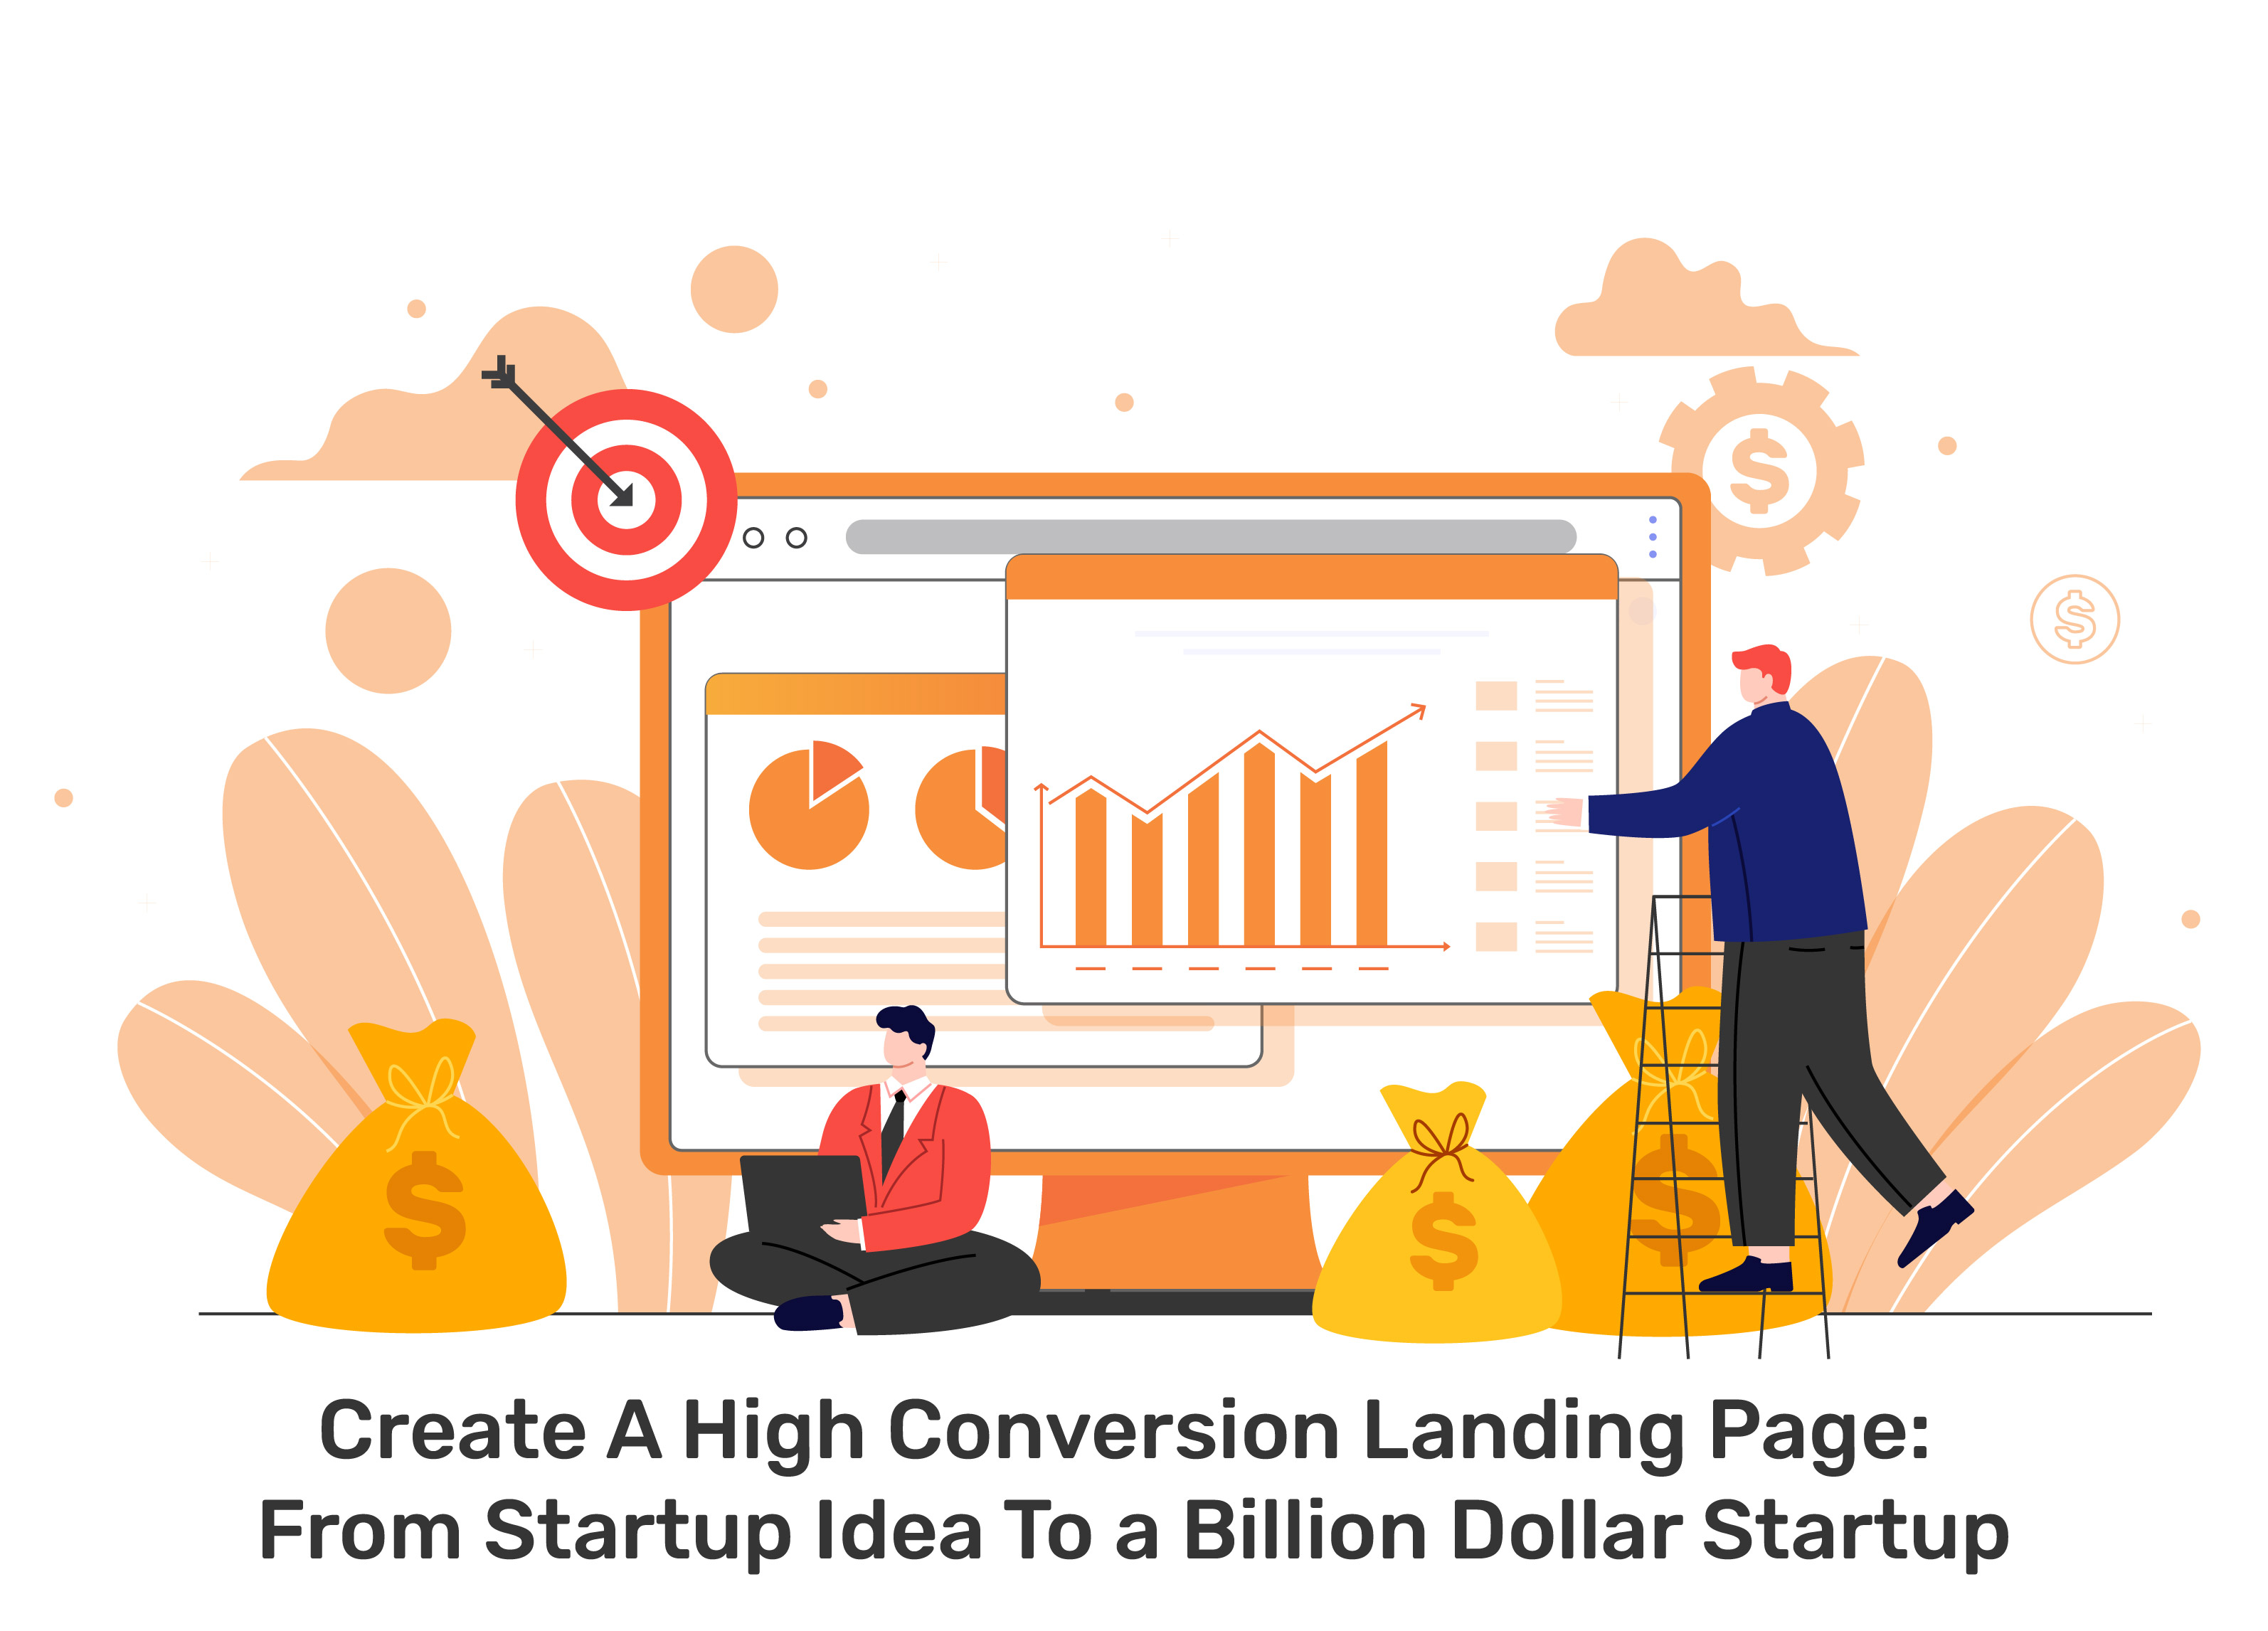 $
$
$
$
$
Create A High Conversion Landing Page:
From Startup Idea To a Billion Dollar Startup